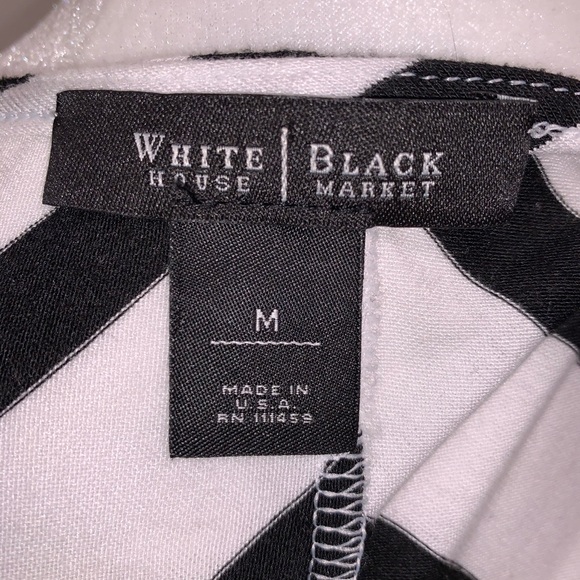 WHITE | BLACK
HOUSE MARKET
M
MADE IN
U.S.A.
RN 111459